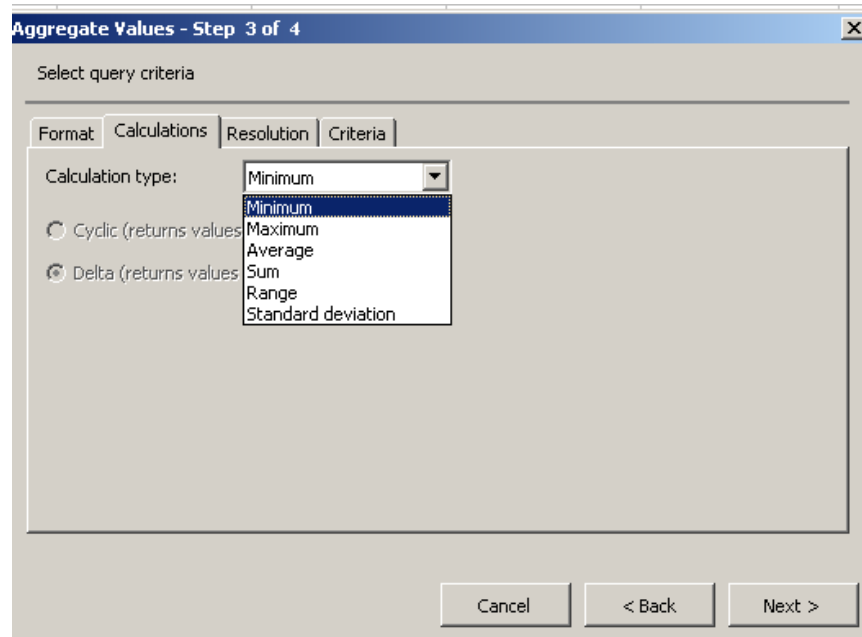 Aggregate Values - Step 3 of 4
Select query criteria
Format Calculations Resolution Criteria
Calculation type: Minimum
Minimum
Cyclic (returns values Maximum
Average
Delta (returns values Sum
Range
Standard deviation
Cancel < Back Next >